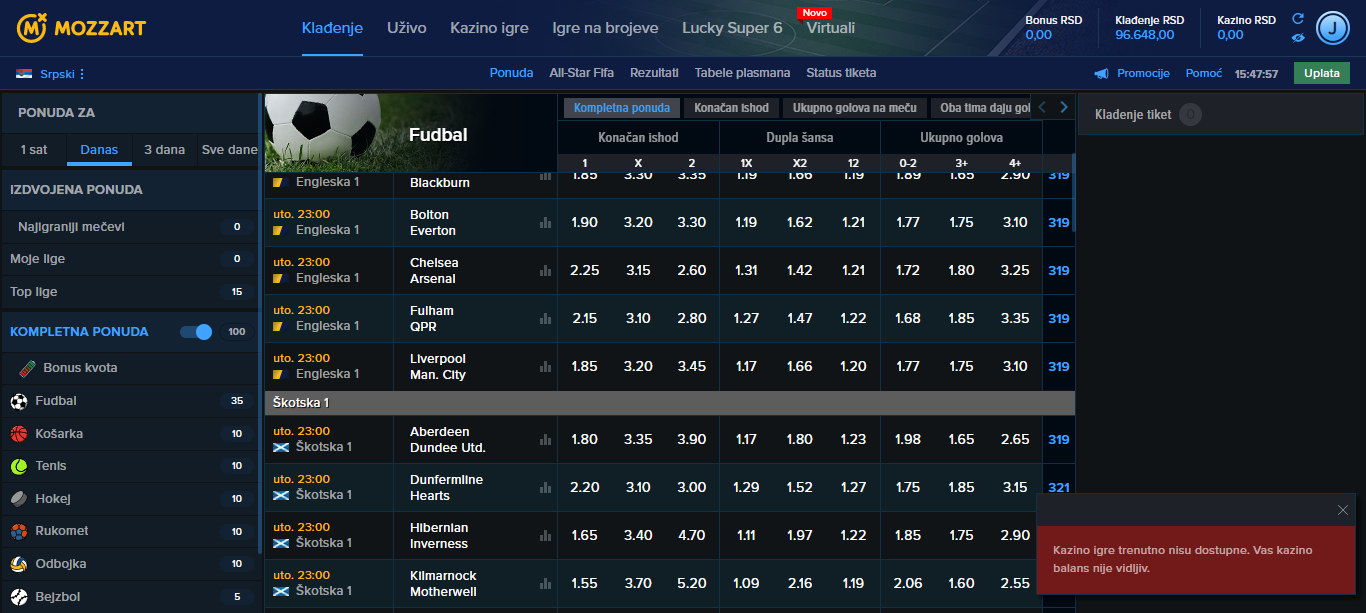 MOZZART
Klađenje
Uživo
Kazino igre
Igre na brojeve
Lucky Super 6
Novo
Virtuali
Bonus RSD
0,00
Klađenje RSD
96.648,00
Kazino RSD
0,00
J
Srpski
Ponuda
All-Star Fifa
Rezultati
Tabele plasmana
Status tiketa
Promocije
Pomoć
15:47:57
Uplata
PONUDA ZA
1 sat
Danas
3 dana
Sve dane
IZDVOJENA PONUDA
Najigraniji mečevi 0
Moje lige 0
Top lige 15
KOMPLETNA PONUDA 100
Bonus kvota
Fudbal 35
Košarka 10
Tenis 10
Hokej 10
Rukomet 10
Odbojka 10
Bejzbol 5
Fudbal
Kompletna ponuda
Konačan ishod
Ukupno golova na meču
Oba tima daju gol
Konačan ishod
Dupla šansa
Ukupno golova
1 X 2 1X X2 12 0-2 3+ 4+
Engleska 1
Blackburn
1.85 3.30 3.35 1.19 1.66 1.19 1.89 1.65 2.90 319
uto. 23:00
Engleska 1
Bolton
Everton
1.90 3.20 3.30 1.19 1.62 1.21 1.77 1.75 3.10 319
uto. 23:00
Engleska 1
Chelsea
Arsenal
2.25 3.15 2.60 1.31 1.42 1.21 1.72 1.80 3.25 319
uto. 23:00
Engleska 1
Fulham
QPR
2.15 3.10 2.80 1.27 1.47 1.22 1.68 1.85 3.35 319
uto. 23:00
Engleska 1
Liverpool
Man. City
1.85 3.20 3.45 1.17 1.66 1.20 1.77 1.75 3.10 319
Škotska 1
uto. 23:00
Škotska 1
Aberdeen
Dundee Utd.
1.80 3.35 3.90 1.17 1.80 1.23 1.98 1.65 2.65 319
uto. 23:00
Škotska 1
Dunfermline
Hearts
2.20 3.10 3.00 1.29 1.52 1.27 1.75 1.85 3.15 321
uto. 23:00
Škotska 1
Hibernian
Inverness
1.65 3.40 4.70 1.11 1.97 1.22 1.85 1.75 2.90
uto. 23:00
Škotska 1
Kilmarnock
Motherwell
1.55 3.70 5.20 1.09 2.16 1.19 2.06 1.60 2.55
Klađenje tiket 0
Kazino igre trenutno nisu dostupne. Vas kazino
balans nije vidljiv.